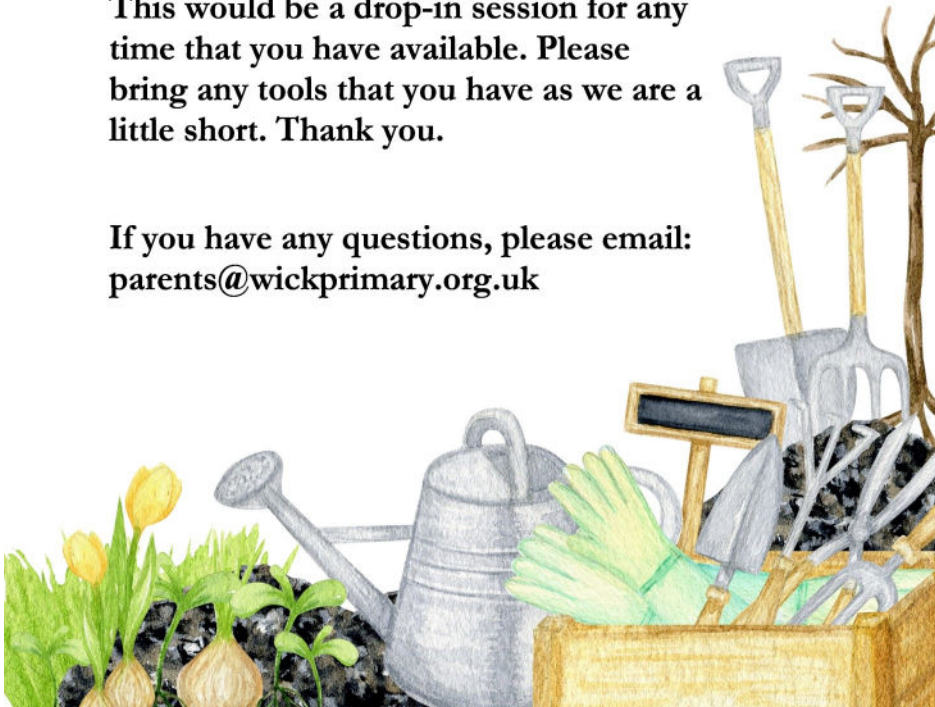 This would be a drop-in session for any
time that you have available. Please
bring any tools that you have as we are a
little short. Thank you.
If you have any questions, please email:
parents@wickprimary.org.uk